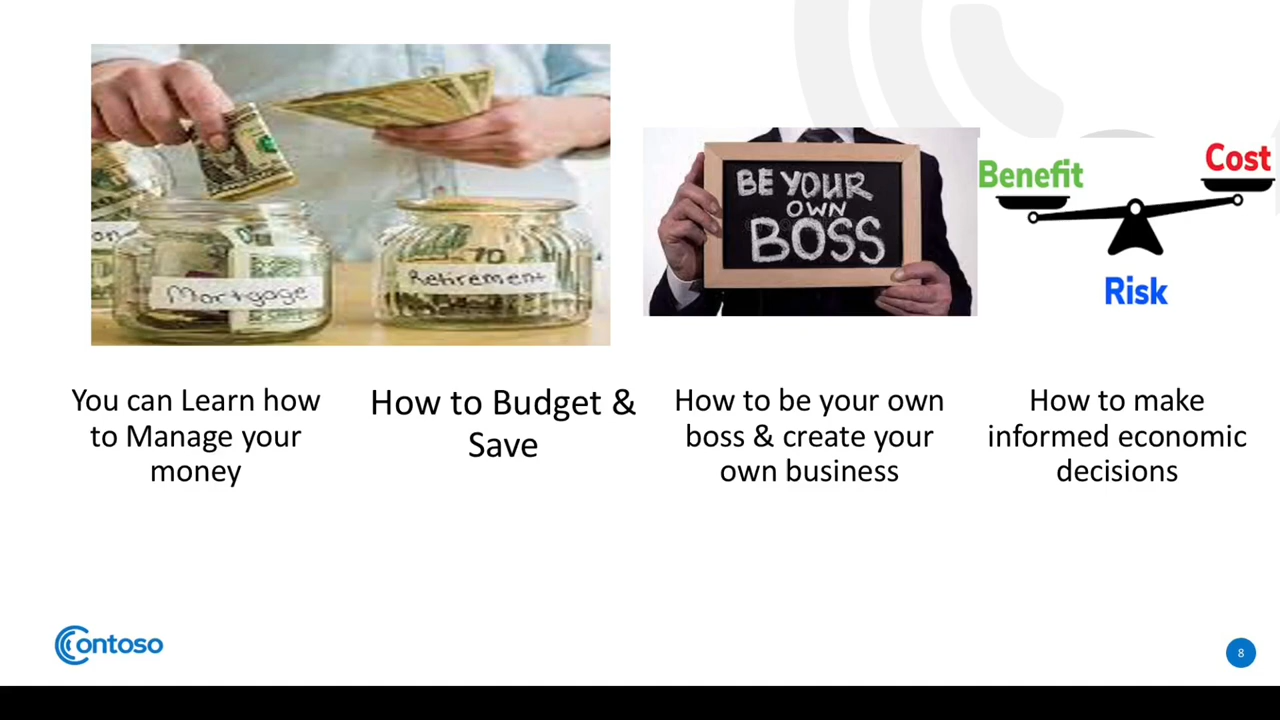 Mortgage
Retirement
BE YOUR
OWN
BOSS
Benefit
Cost
Risk
You can Learn how
to Manage your
money
How to Budget &
Save
How to be your own
boss & create your
own business
How to make
informed economic
decisions
Contoso
8